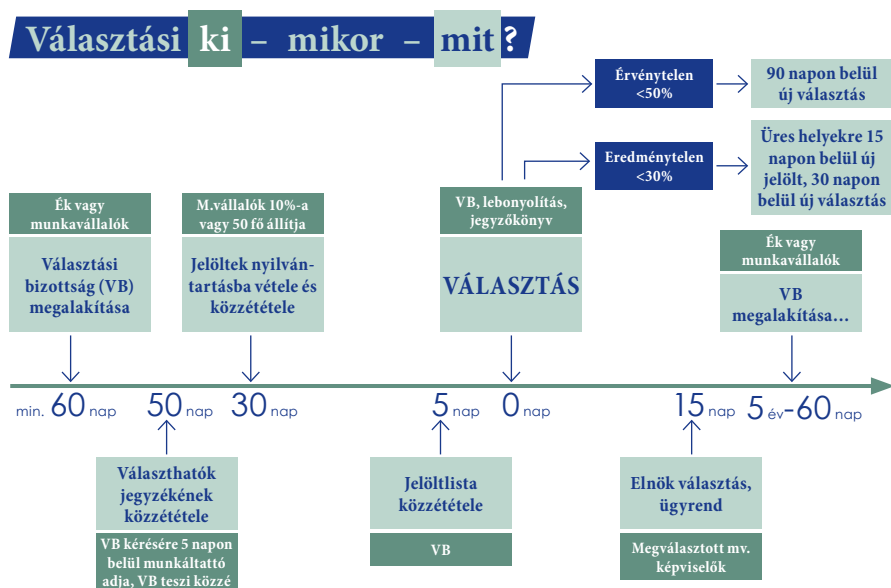 Választási ki – mikor – mit ?
Érvénytelen
<50%
90 napon belül
új választás
Eredménytelen
<30%
Üres helyekre 15
napon belül új
jelölt, 30 napon
belül új választás
Ék vagy
munkavállalók
Választási
bizottság (VB)
megalakítása
M.vállalók 10%-a
vagy 50 fő állítja
Jelöltek nyilván-
tartásba vétele és
közzététele
VB, lebonyolítás,
jegyzőkönyv
VÁLASZTÁS
Ék vagy
munkavállalók
VB
megalakítása...
min. 60 nap
50 nap
30 nap
5 nap
0 nap
15 nap
5 év-60 nap
Választhatók
jegyzékének
közzététele
VB kérésére 5 napon
belül munkáltattó
adja, VB teszi közzé
Jelöltlista
közzététele
VB
Elnök választás,
ügyrend
Megválasztott mv.
képviselők